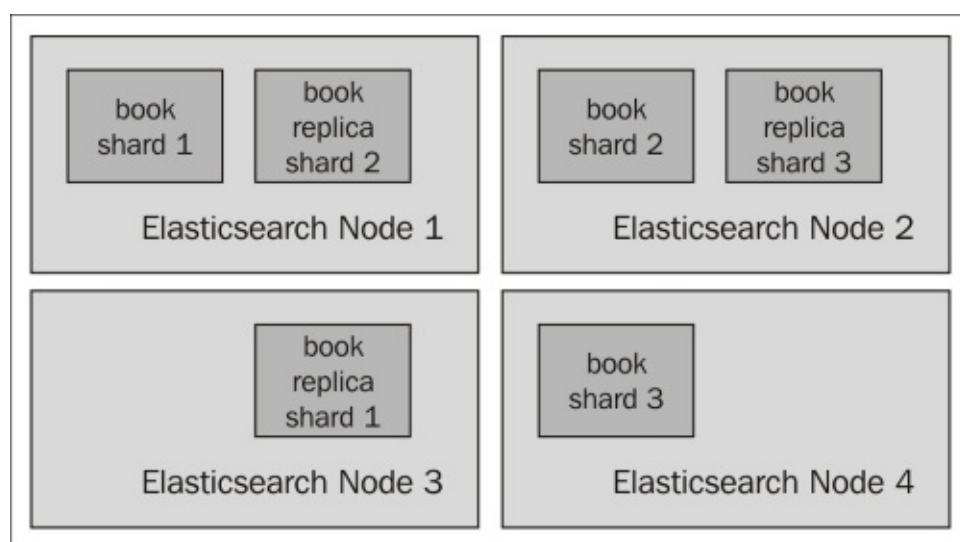 book
shard 1
book
replica
shard 2
Elasticsearch Node 1
book
shard 2
book
replica
shard 3
Elasticsearch Node 2
book
replica
shard 1
Elasticsearch Node 3
book
shard 3
Elasticsearch Node 4